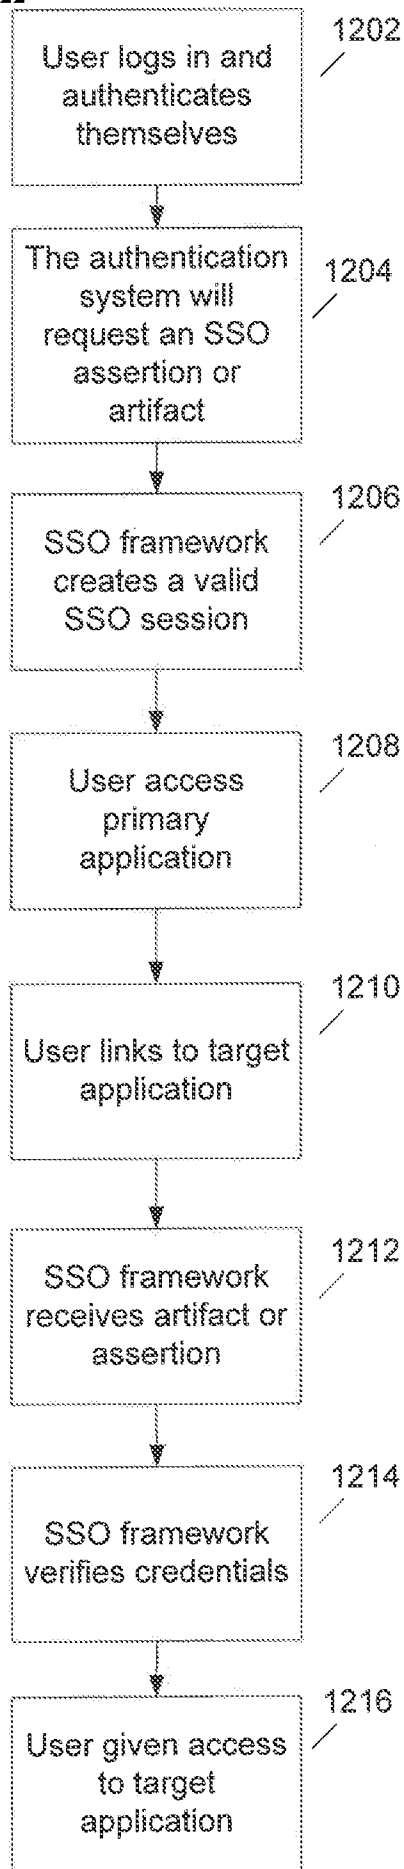 1202
User logs in and
authenticates
themselves
1204
The authentication
system will
request an SSO
assertion or
artifact
1206
SSO framework
creates a valid
SSO session
1208
User access
primary
application
1210
User links to target
application
1212
SSO framework
receives artifact or
assertion
1214
SSO framework
verifies credentials
1216
User given access
to target
application